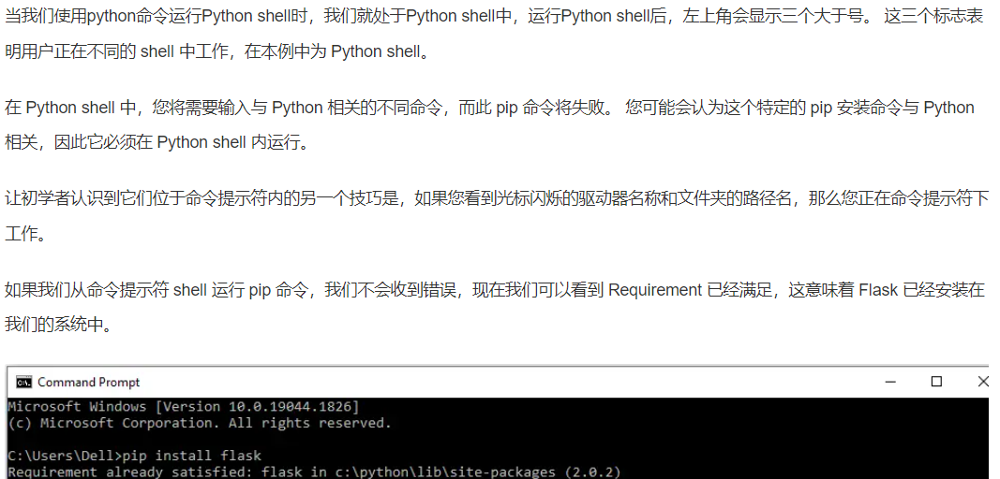 当我们使用python命令运行Python shell时，我们就处于Python shell中，运行Python shell后，左上角会显示三个大于号。 这三个标志表
明用户正在不同的 shell 中工作，在本例中为 Python shell。
在 Python shell 中，您将需要输入与 Python 相关的不同命令，而此 pip 命令将失败。 您可能会认为这个特定的 pip 安装命令与 Python
相关，因此它必须在 Python shell 内运行。
让初学者认识到它们位于命令提示符内的另一个技巧是，如果您看到光标闪烁的驱动器名称和文件夹的路径名，那么您正在命令提示符下
工作。
如果我们从命令提示符 shell 运行 pip 命令，我们不会收到错误，现在我们可以看到 Requirement 已经满足，这意味着 Flask 已经安装在
我们的系统中。
Command Prompt
Microsoft Windows [Version 10.0.19044.1826]
(c) Microsoft Corporation. All rights reserved.
C:\Users\Dell>pip install flask
Requirement already satisfied: flask in c:\python\lib\site-packages (2.0.2)